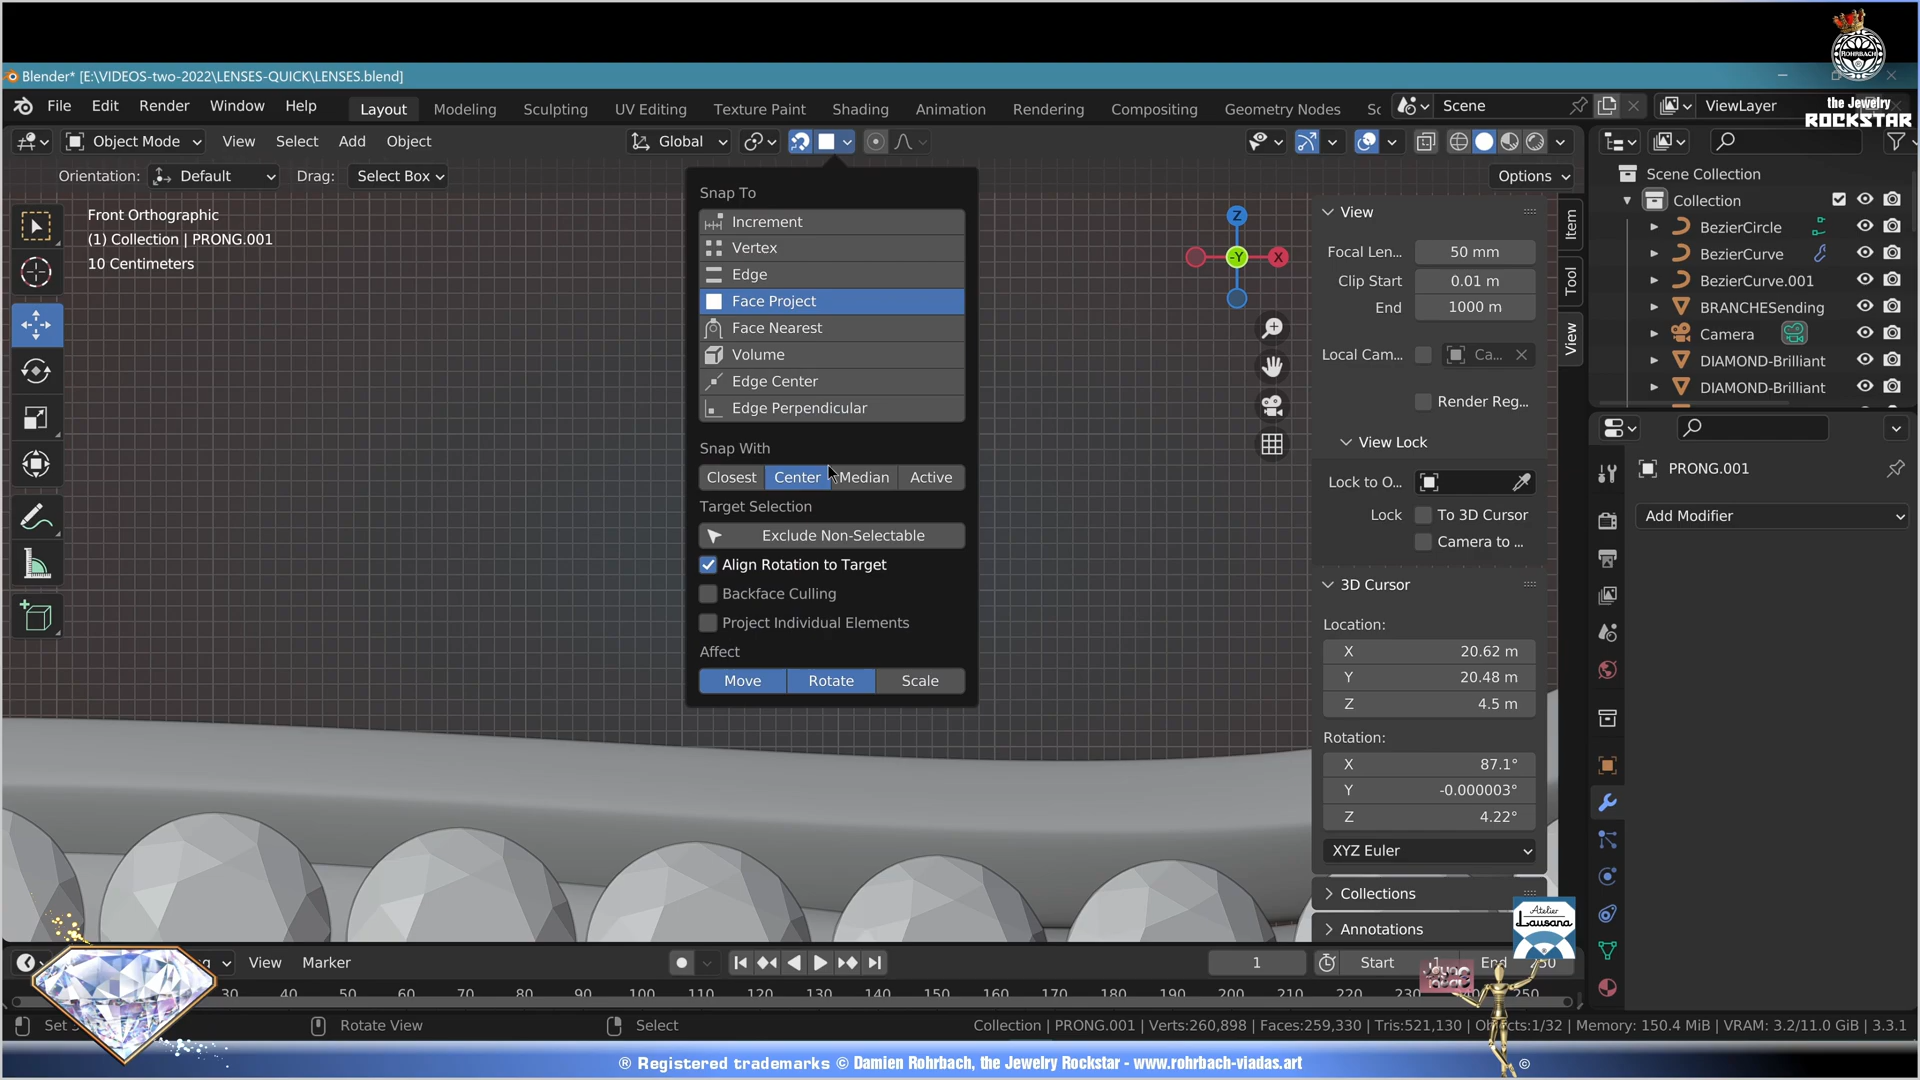 ROHRBACH
Blender* [E:\VIDEOS-two-2022\LENSES-QUICK\LENSES.blend]
the Jewelry
ROCKSTAR
File Edit Render Window Help Layout Modeling Sculpting UV Editing Texture Paint Shading Animation Rendering Compositing Geometry Nodes Sc Scene ViewLayer
Object Mode View Select Add Object Global
Orientation: Default Drag: Select Box Options
Front Orthographic
(1) Collection | PRONG.001
10 Centimeters
Snap To
Increment
Vertex
Edge
Face Project
Face Nearest
Volume
Edge Center
Edge Perpendicular
Snap With
Closest Center Median Active
Target Selection
Exclude Non-Selectable
Align Rotation to Target
Backface Culling
Project Individual Elements
Affect
Move Rotate Scale
Z
-Y
X
View
Focal Len... 50 mm
Clip Start 0.01 m
End 1000 m
Local Cam... Ca...
Render Reg...
View Lock
Lock to O...
Lock To 3D Cursor
Camera to ...
3D Cursor
Location:
X 20.62 m
Y 20.48 m
Z 4.5 m
Rotation:
X 87.1°
Y -0.000003°
Z 4.22°
XYZ Euler
Collections
Annotations
Item
Tool
View
Scene Collection
Collection
BezierCircle
BezierCurve
BezierCurve.001
BRANCHESending
Camera
DIAMOND-Brilliant
DIAMOND-Brilliant
PRONG.001
Add Modifier
Atelier
Lausana
View Marker 1 Start 1 End 250
30 40 50 60 70 80 90 100 110 120 130 140 150 160 170 180 190 200 210 220 230 240 250
Set Rotate View Select Collection | PRONG.001 | Verts:260,898 | Faces:259,330 | Tris:521,130 | Objects:1/32 | Memory: 150.4 MiB | VRAM: 3.2/11.0 GiB | 3.3.1
® Registered trademarks © Damien Rohrbach, the Jewelry Rockstar - www.rohrbach-viadas.art ©